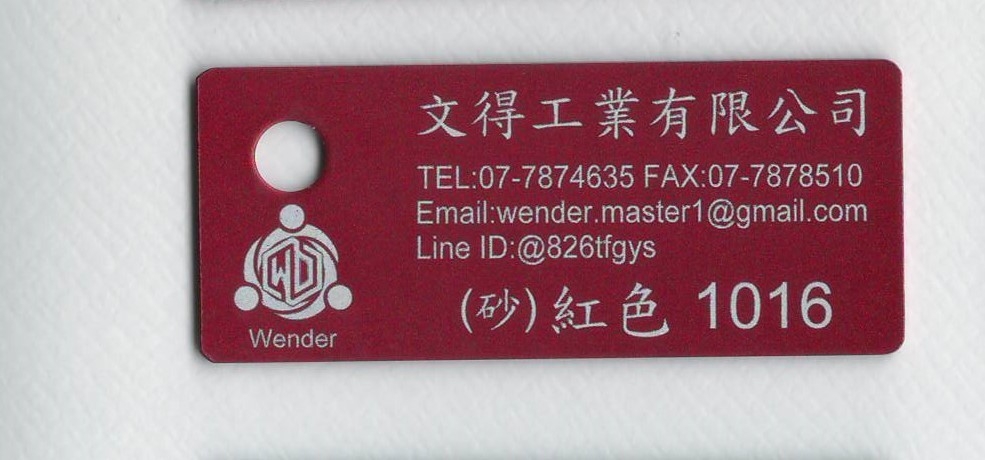 文得工業有限公司
TEL:07-7874635 FAX:07-7878510
Email:wender.master1@gmail.com
Line ID:@826tfgys
(砂)紅色 1016
WD
Wender